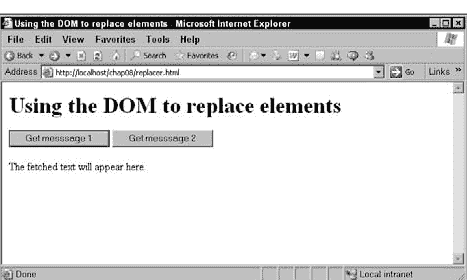 Using the DOM to replace elements - Microsoft Internet Explorer
File Edit View Favorites Tools Help
Back Search Favorites
Address http://localhost/chap08/replacer.html Go Links »
Using the DOM to replace elements
Get messsage 1 Get messsage 2
The fetched text will appear here.
Done Local intranet